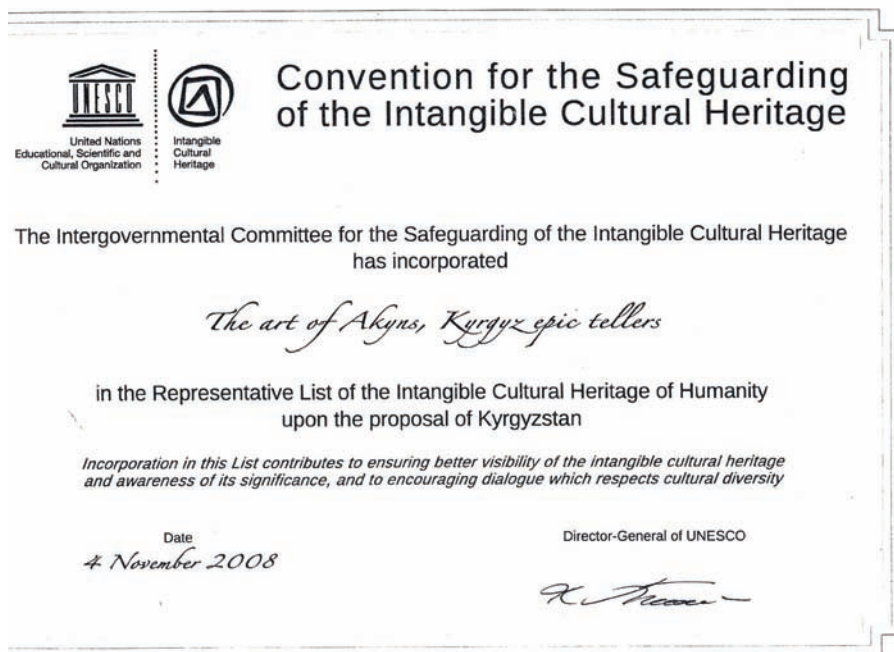 UNESCO
United Nations
Educational, Scientific and
Cultural Organization
Intangible
Cultural
Heritage
Convention for the Safeguarding
of the Intangible Cultural Heritage
The Intergovernmental Committee for the Safeguarding of the Intangible Cultural Heritage
has incorporated
The art of Akyns, Kyrgyz epic tellers
in the Representative List of the Intangible Cultural Heritage of Humanity
upon the proposal of Kyrgyzstan
Incorporation in this List contributes to ensuring better visibility of the intangible cultural heritage
and awareness of its significance, and to encouraging dialogue which respects cultural diversity
Date
4 November 2008
Director-General of UNESCO